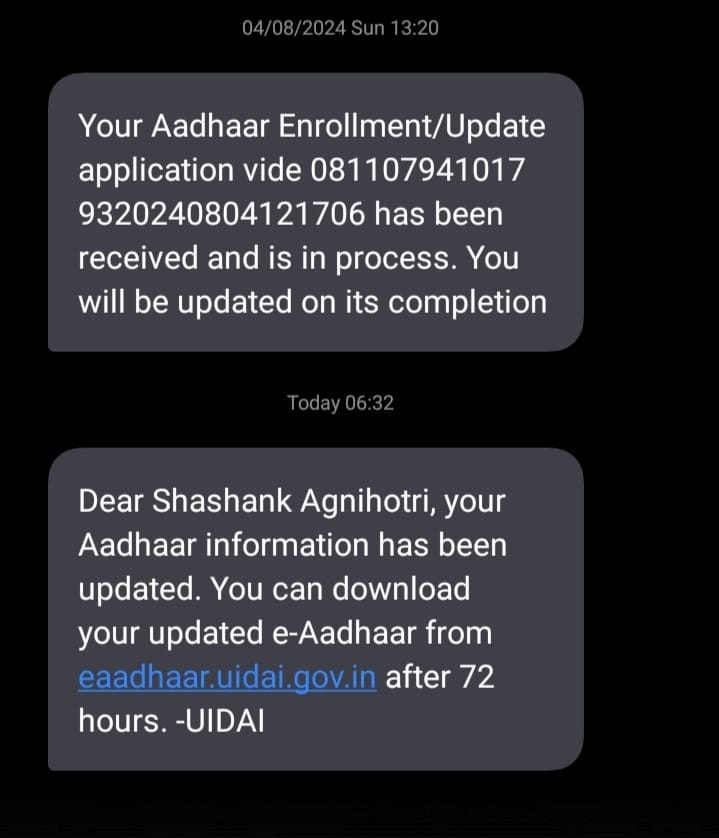 04/08/2024 Sun 13:20
Your Aadhaar Enrollment/Update
application vide 081107941017
9320240804121706 has been
received and is in process. You
will be updated on its completion
Today 06:32
Dear Shashank Agnihotri, your
Aadhaar information has been
updated. You can download
your updated e-Aadhaar from
eaadhaar.uidai.gov.in after 72
hours. -UIDAI